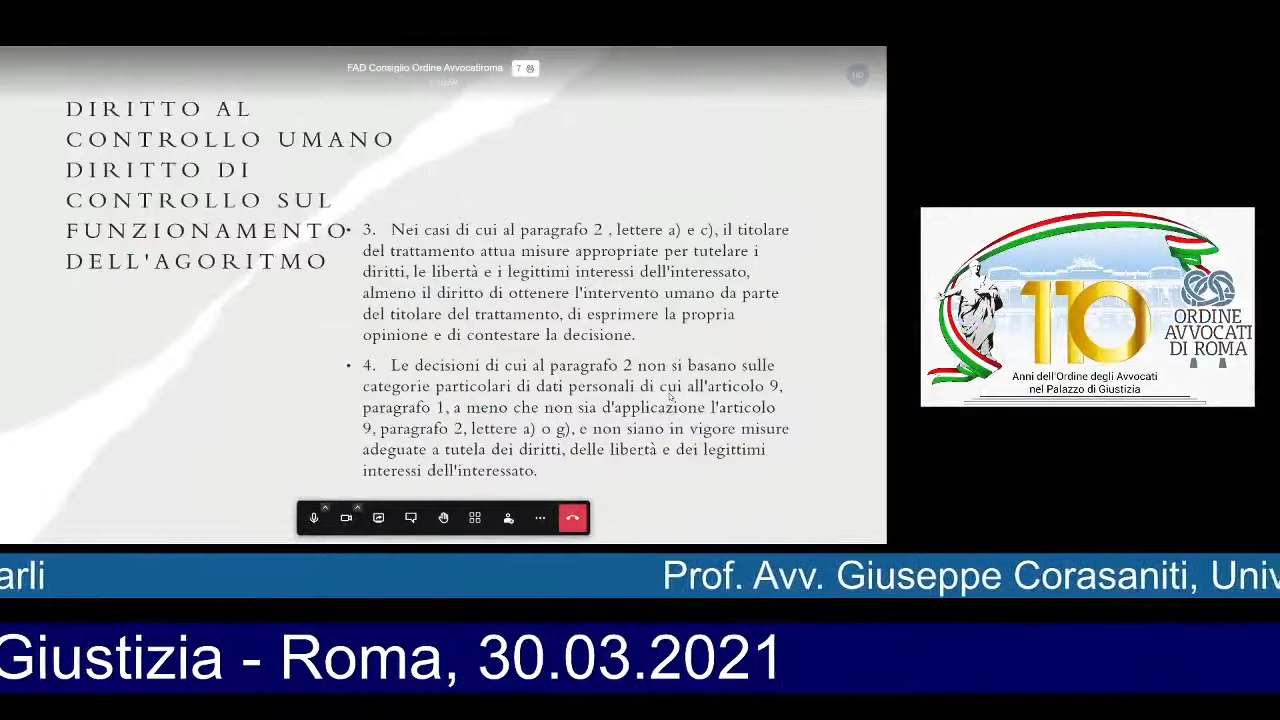 FAD Consiglio Ordine Avvocatiroma
7
HD
DIRITTO AL
CONTROLLO UMANO
DIRITTO DI
CONTROLLO SUL
FUNZIONAMENTO
DELL'AGORITMO
• 3. Nei casi di cui al paragrafo 2 , lettere a) e c), il titolare
del trattamento attua misure appropriate per tutelare i
diritti, le libertà e i legittimi interessi dell'interessato,
almeno il diritto di ottenere l'intervento umano da parte
del titolare del trattamento, di esprimere la propria
opinione e di contestare la decisione.
• 4. Le decisioni di cui al paragrafo 2 non si basano sulle
categorie particolari di dati personali di cui all'articolo 9,
paragrafo 1, a meno che non sia d'applicazione l'articolo
9, paragrafo 2, lettere a) o g), e non siano in vigore misure
adeguate a tutela dei diritti, delle libertà e dei legittimi
interessi dell'interessato.
110
ORDINE
AVVOCATI
DI ROMA
Anni dell'Ordine degli Avvocati
nel Palazzo di Giustizia
arli Prof. Avv. Giuseppe Corasaniti, Univ
Giustizia - Roma, 30.03.2021